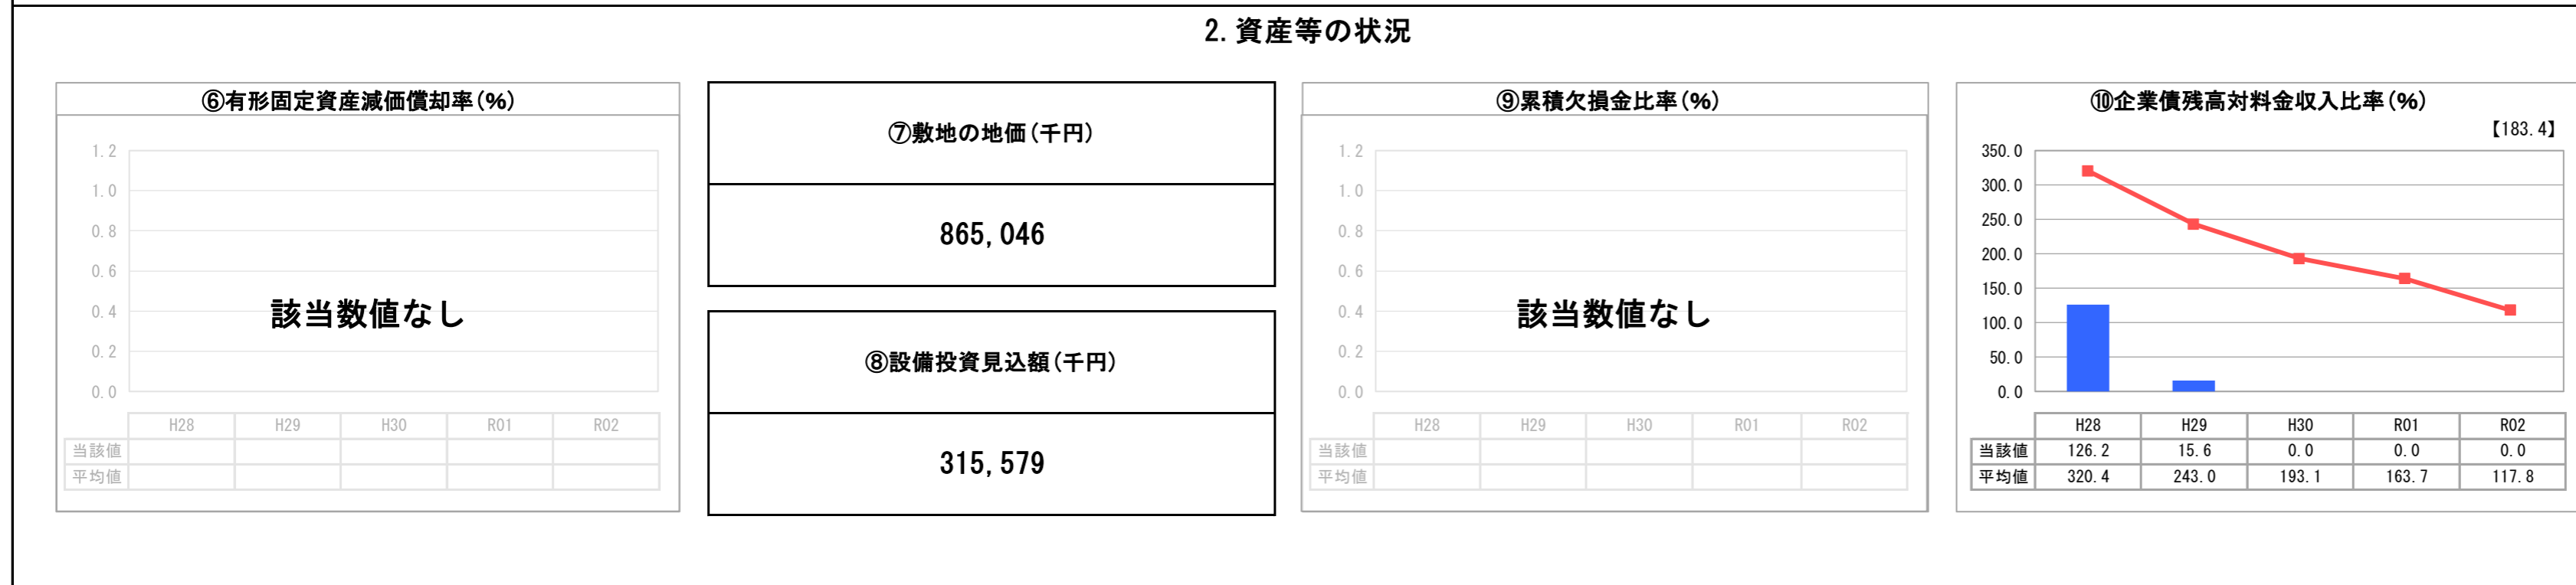 2.資産等の状況
⑥有形固定資産減価償却率(%)
1.2
1.0
0.8
0.6
0.4
0.2
0.0
該当数値なし
H28 H29 H30 R01 R02
当該値
平均値
⑦敷地の地価(千円)
865,046
⑧設備投資見込額(千円)
315,579
⑨累積欠損金比率(%)
1.2
1.0
0.8
0.6
0.4
0.2
0.0
該当数値なし
H28 H29 H30 R01 R02
当該値
平均値
⑩企業債残高対料金収入比率(%)
【183.4】
350.0
300.0
250.0
200.0
150.0
100.0
50.0
0.0
H28 H29 H30 R01 R02
当該値 126.2 15.6 0.0 0.0 0.0
平均値 320.4 243.0 193.1 163.7 117.8